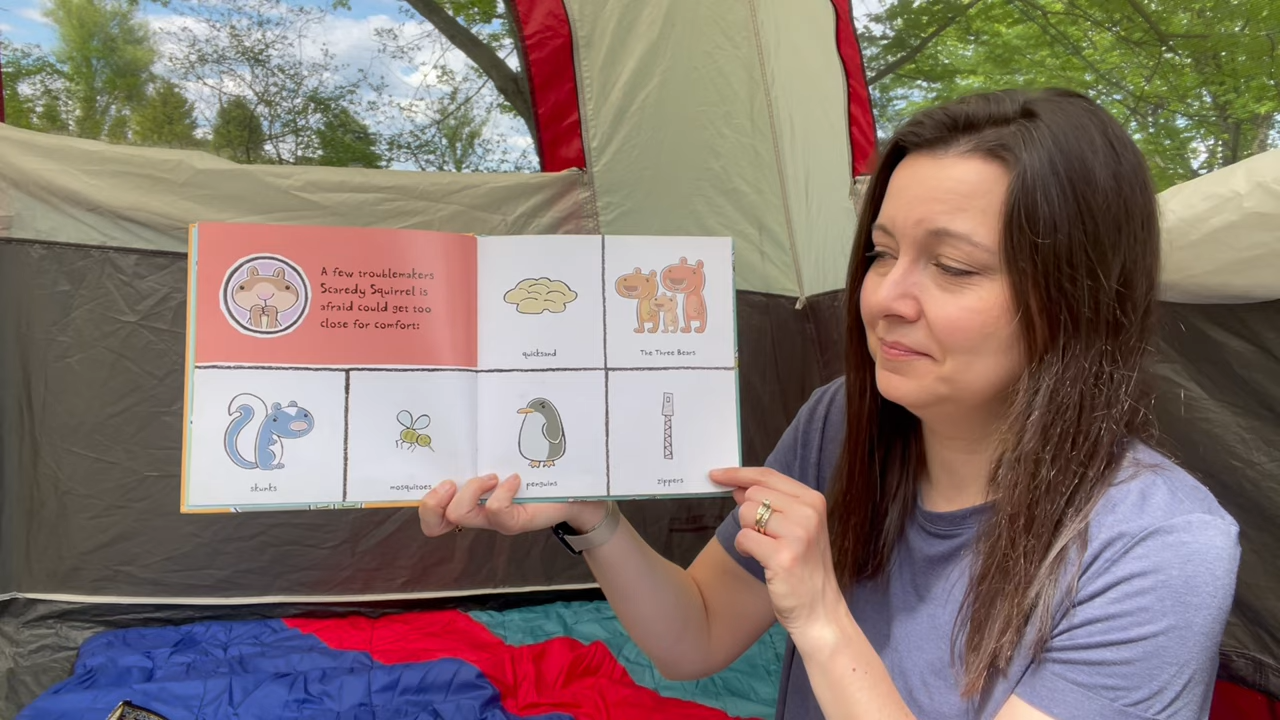 A few troublemakers
Scaredy Squirrel is
afraid could get too
close for comfort:
quicksand
The Three Bears
skunks
mosquitoes
penguins
zippers